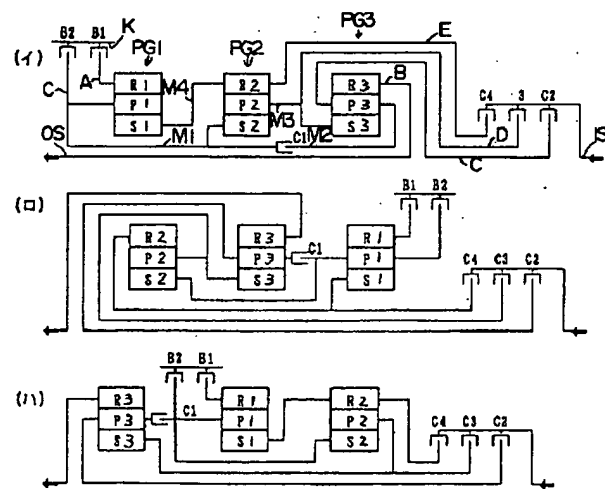 B2 B1 K PG1 PG2 PG3 E
(イ) C A R1 P1 S1 M4 R2 P2 S2 M3 R3 P3 S3 B C4 3 C2
OS M1 C1 M2 D C IS
(ロ) R2 P2 S2 R3 P3 S3 C1 R1 P1 S1 B1 B2 C4 C3 C2
(ハ) R3 P3 S3 C1 B2 B1 R1 P1 S1 R2 P2 S2 C4 C3 C2